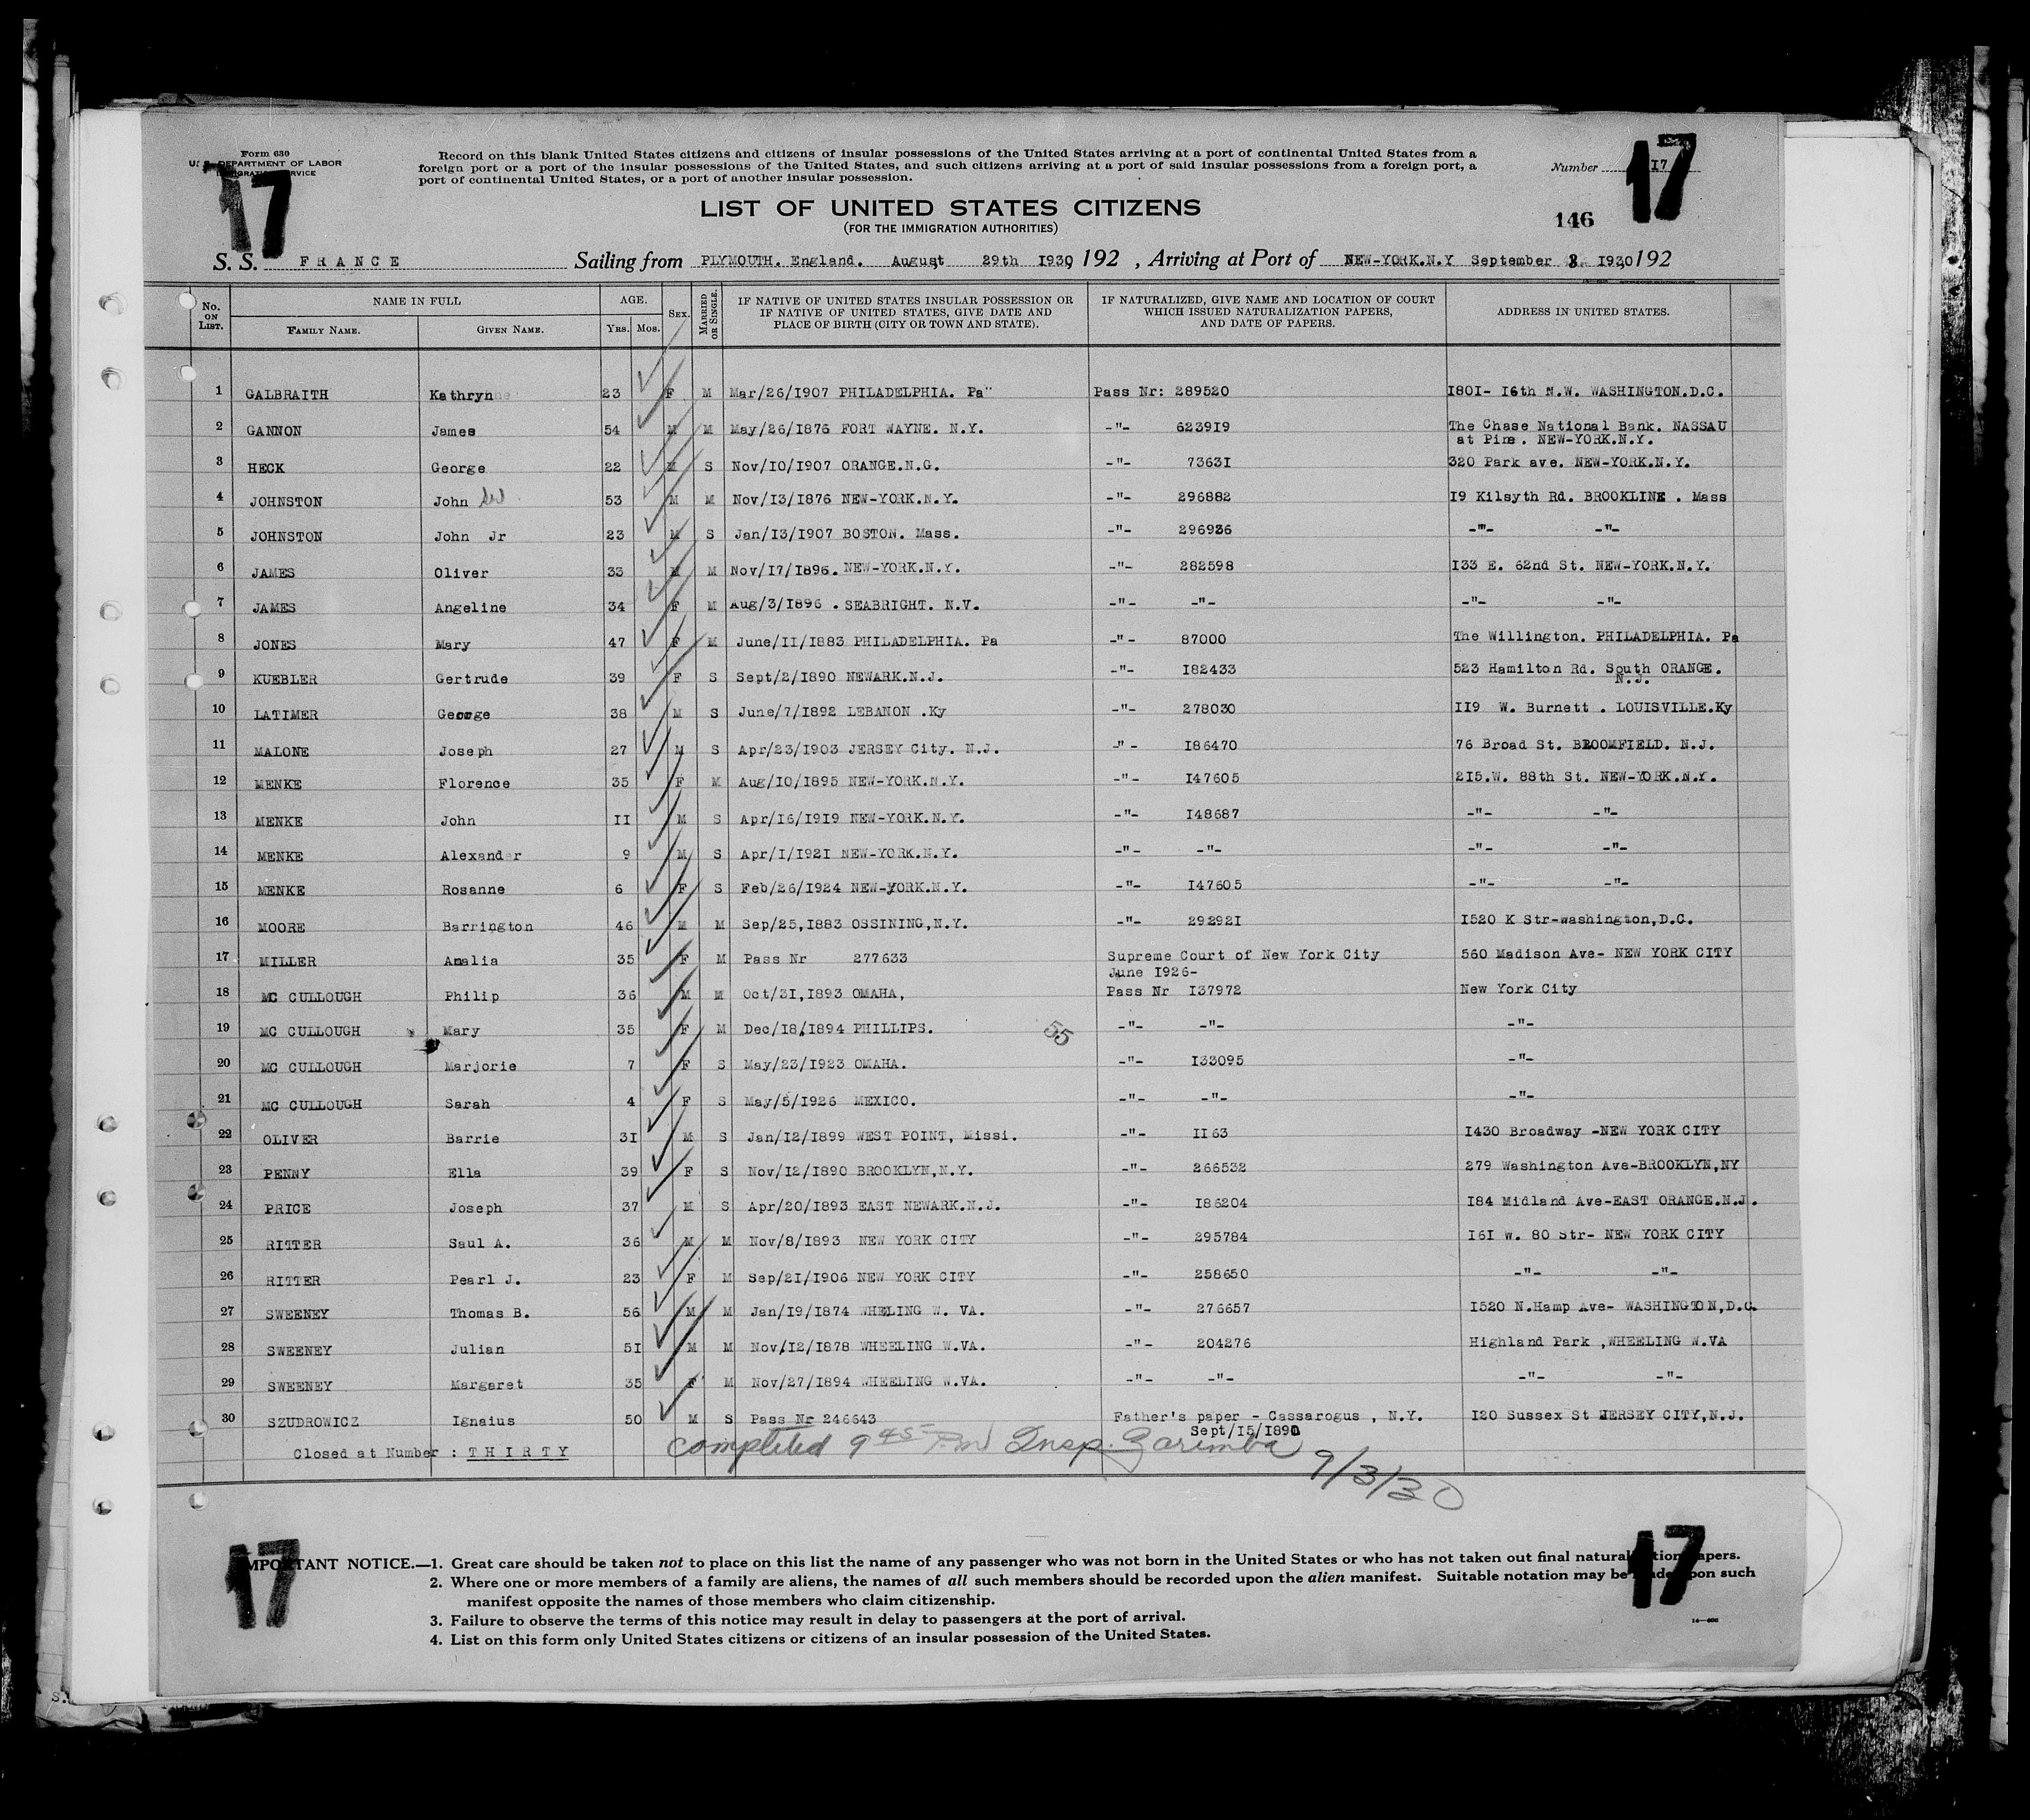 Form 630
U. S. DEPARTMENT OF LABOR
IMMIGRATION SERVICE
17
Record on this blank United States citizens and citizens of insular possessions of the United States arriving at a port of continental United States from a
foreign port or a port of the insular possessions of the United States, and such citizens arriving at a port of said insular possessions from a foreign port, a
port of continental United States, or a port of another insular possession.
Number 17
17
146
LIST OF UNITED STATES CITIZENS
(FOR THE IMMIGRATION AUTHORITIES)
S. S. FRANCE Sailing from PLYMOUTH. England. August 29th 1930, 192 , Arriving at Port of NEW-YORK.N.Y September 3, 1930 192
No. ON LIST. NAME IN FULL FAMILY NAME. GIVEN NAME. AGE. Yrs. Mos. SEX. MARRIED OR SINGLE. IF NATIVE OF UNITED STATES INSULAR POSSESSION OR IF NATIVE OF UNITED STATES, GIVE DATE AND PLACE OF BIRTH (CITY OR TOWN AND STATE). IF NATURALIZED, GIVE NAME AND LOCATION OF COURT WHICH ISSUED NATURALIZATION PAPERS, AND DATE OF PAPERS. ADDRESS IN UNITED STATES.
1 GALBRAITH Kathryne 23 F M Mar/26/1907 PHILADELPHIA. Pa" Pass Nr: 289520 1801- 16th N.W. WASHINGTON.D.C.
2 GANNON James 54 M M May/26/1876 FORT WAYNE. N.Y. -"- 623919 The Chase National Bank. NASSAU
at Pine. NEW-YORK.N.Y.
3 HECK George 22 M S Nov/10/1907 ORANGE.N.G. -"- 73631 320 Park ave. NEW-YORK.N.Y.
4 JOHNSTON John 53 M M Nov/13/1876 NEW-YORK.N.Y. -"- 296882 19 Kilsyth Rd. BROOKLINE . Mass
5 JOHNSTON John Jr 23 M S Jan/13/1907 BOSTON. Mass. -"- 296936 -"- -"-
6 JAMES Oliver 33 M M Nov/17/1896. NEW-YORK.N.Y. -"- 282598 133 E. 62nd St. NEW-YORK.N.Y.
7 JAMES Angeline 34 F M Aug/3/1896 . SEABRIGHT. N.V. -"- -"- -"- -"-
8 JONES Mary 47 F M June/11/1883 PHILADELPHIA. Pa -"- 87000 The Willington. PHILADELPHIA. Pa
9 KUEBLER Gertrude 39 F S Sept/2/1890 NEWARK.N.J. -"- 182433 523 Hamilton Rd. South ORANGE.
N.J.
10 LATIMER George 38 M S June/7/1892 LEBANON .Ky -"- 278030 119 W. Burnett . LOUISVILLE.Ky
11 MALONE Joseph 27 M S Apr/23/1903 JERSEY City. N.J. -"- 186470 76 Broad St. BLOOMFIELD. N.J.
12 MENKE Florence 35 F M Aug/10/1895 NEW-YORK.N.Y. -"- 147605 215.W. 88th St. NEW-YORK.N.Y.
13 MENKE John 11 M S Apr/16/1919 NEW-YORK.N.Y. -"- 148687 -"- -"-
14 MENKE Alexander 9 M S Apr/1/1921 NEW-YORK.N.Y. -"- -"- -"- -"-
15 MENKE Rosanne 6 F S Feb/26/1924 NEW-YORK.N.Y. -"- 147605 -"- -"-
16 MOORE Barrington 46 M M Sep/25,1883 OSSINING,N.Y. -"- 292921 1520 K Str-washington,D.C.
17 MILLER Amalia 35 F M Pass Nr 277633 Supreme Court of New York City 560 Madison Ave- NEW YORK CITY
June 1926-
18 MC CULLOUGH Philip 36 M M Oct/31,1893 OMAHA, Pass Nr 137972 New York City
19 MC CULLOUGH Mary 35 F M Dec/18,1894 PHILLIPS. 55 -"- -"- -"-
20 MC CULLOUGH Marjorie 7 F S May/23/1923 OMAHA. -"- 133095 -"-
21 MC CULLOUGH Sarah 4 F S May/5/1926 MEXICO. -"- -"- -"-
22 OLIVER Barrie 31 M S Jan/12/1899 WEST POINT, Missi. -"- 1163 1430 Broadway -NEW YORK CITY
23 PENNY Ella 39 F S Nov/12/1890 BROOKLYN,N.Y. -"- 266532 279 Washington Ave-BROOKLYN,NY
24 PRICE Joseph 37 M S Apr/20/1893 EAST NEWARK.N.J. -"- 186204 184 Midland Ave-EAST ORANGE.N.J.
25 RITTER Saul A. 36 M M Nov/8/1893 NEW YORK CITY -"- 295784 161 W. 80 Str- NEW YORK CITY
26 RITTER Pearl J. 23 F M Sep/21/1906 NEW YORK CITY -"- 258650 -"- -"-
27 SWEENEY Thomas B. 56 M M Jan/19/1874 WHELING W. VA. -"- 276657 1520 N.Hamp Ave- WASHINGTON,D.C.
28 SWEENEY Julian 51 M M Nov/12/1878 WHEELING W.VA. -"- 204276 Highland Park ,WHEELING W.VA
29 SWEENEY Margaret 35 F M Nov/27/1894 WHEELING W.VA. -"- -"- -"- -"-
30 SZUDROWICZ Ignaius 50 M S Pass Nr 246643 Father's paper - Cassarogus , N.Y. 120 Sussex St JERSEY CITY,N.J.
Sept/15/1890
Closed at Number : THIRTY completed 9 45 P.M Insp. Zarimba 9/3/30
17
17
IMPORTANT NOTICE.—1. Great care should be taken not to place on this list the name of any passenger who was not born in the United States or who has not taken out final naturalization papers.
2. Where one or more members of a family are aliens, the names of all such members should be recorded upon the alien manifest. Suitable notation may be made upon such
manifest opposite the names of those members who claim citizenship.
3. Failure to observe the terms of this notice may result in delay to passengers at the port of arrival.
4. List on this form only United States citizens or citizens of an insular possession of the United States.